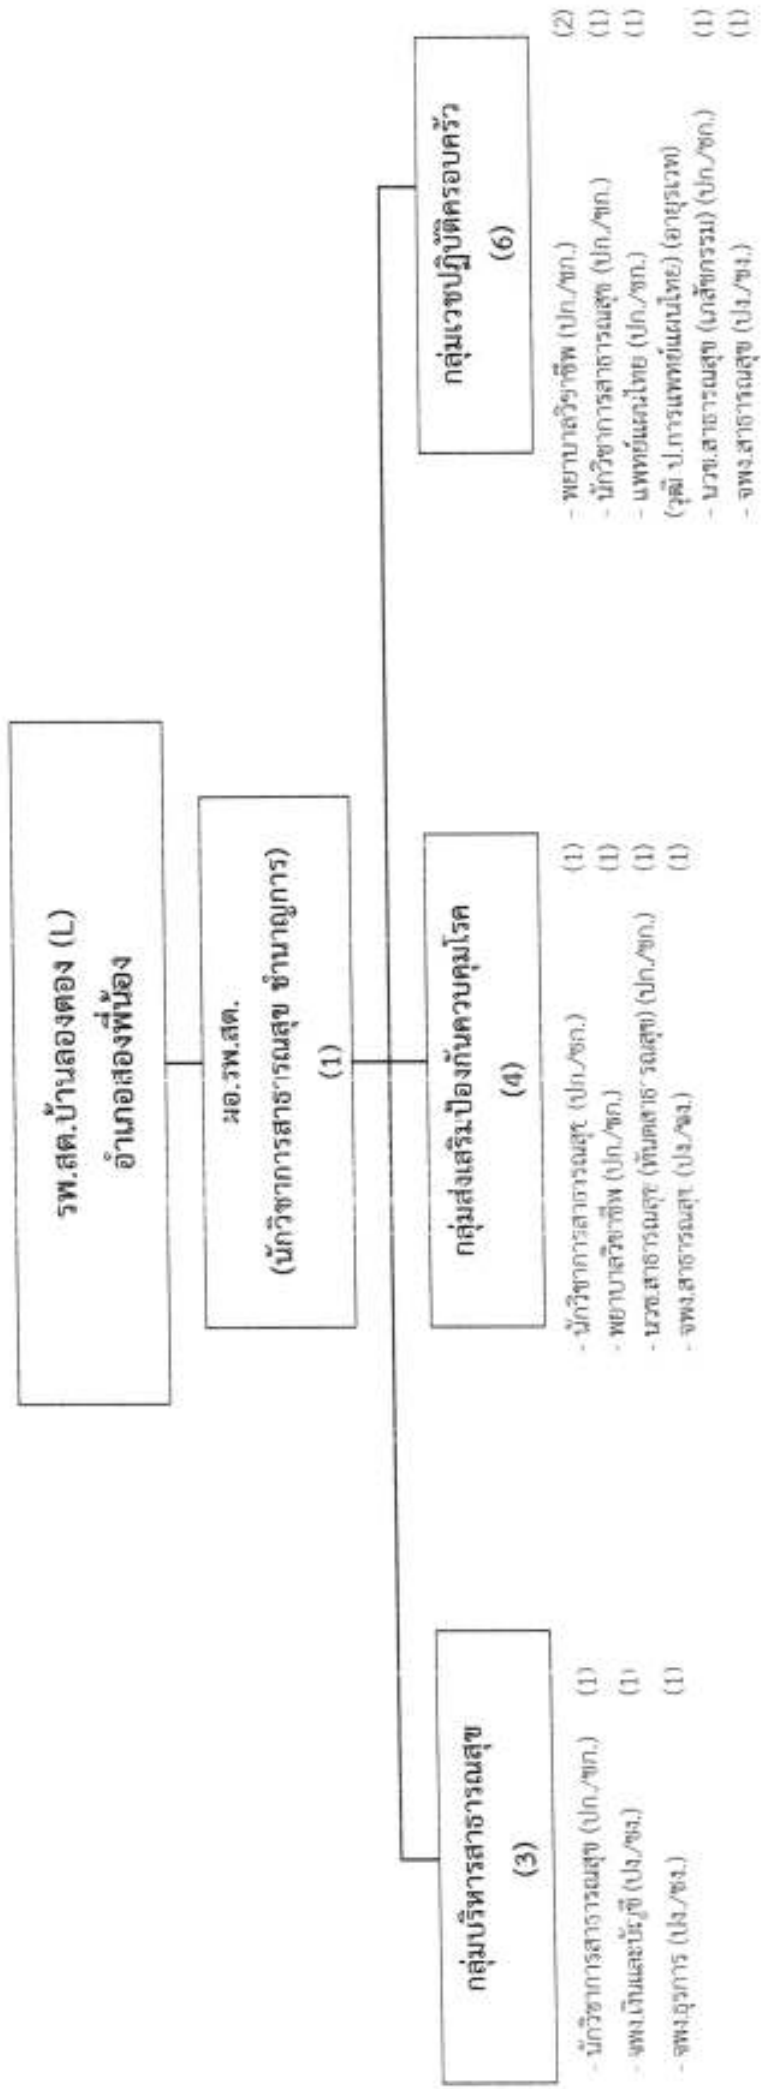 รพ.สต.บ้านลองตอง (L)
อำเภอสองพี่น้อง
ผอ.รพ.สต.
(นักวิชาการสาธารณสุข ชำนาญการ)
(1)
กลุ่มบริหารสาธารณสุข
(3)
- นักวิชาการสาธารณสุข (ปก./ชก.) (1)
- จพง.เงินและบัญชี (ปง./ชง.) (1)
- จพง.ธุรการ (ปง./ชง.) (1)
กลุ่มส่งเสริมป้องกันควบคุมโรค
(4)
- นักวิชาการสาธารณสุข (ปก./ชก.) (1)
- พยาบาลวิชาชีพ (ปก./ชก.) (1)
- นวช.สาธารณสุข (ทันตสาธารณสุข) (ปก./ชก.) (1)
- จพง.สาธารณสุข (ปง./ชง.) (1)
กลุ่มเวชปฏิบัติครอบครัว
(6)
- พยาบาลวิชาชีพ (ปก./ชก.) (2)
- นักวิชาการสาธารณสุข (ปก./ชก.) (1)
- แพทย์แผนไทย (ปก./ชก.) (1)
(วุฒิ ป.การแพทย์แผนไทย) (อายุรเวท)
- นวช.สาธารณสุข (เภสัชกรรม) (ปก./ชก.) (1)
- จพง.สาธารณสุข (ปง./ชง.) (1)